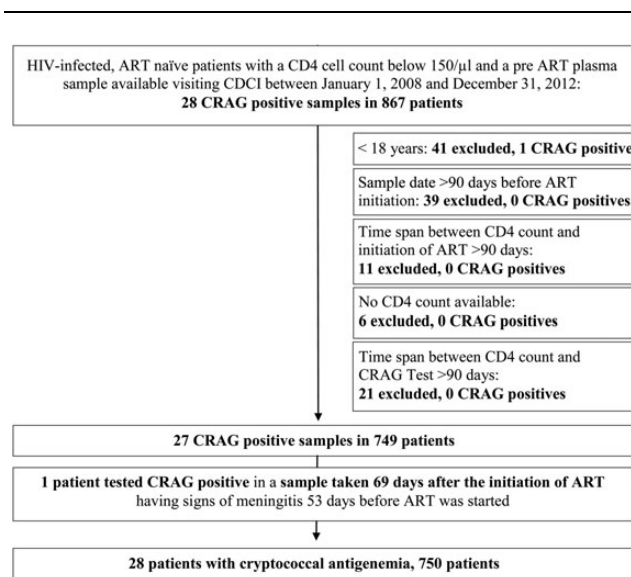 HIV-infected, ART naïve patients with a CD4 cell count below 150/µl and a pre ART plasma
sample available visiting CDCI between January 1, 2008 and December 31, 2012:
28 CRAG positive samples in 867 patients
< 18 years: 41 excluded, 1 CRAG positive
Sample date >90 days before ART
initiation: 39 excluded, 0 CRAG positives
Time span between CD4 count and
initiation of ART >90 days:
11 excluded, 0 CRAG positives
No CD4 count available:
6 excluded, 0 CRAG positives
Time span between CD4 count and
CRAG Test >90 days:
21 excluded, 0 CRAG positives
27 CRAG positive samples in 749 patients
1 patient tested CRAG positive in a sample taken 69 days after the initiation of ART
having signs of meningitis 53 days before ART was started
28 patients with cryptococcal antigenemia, 750 patients